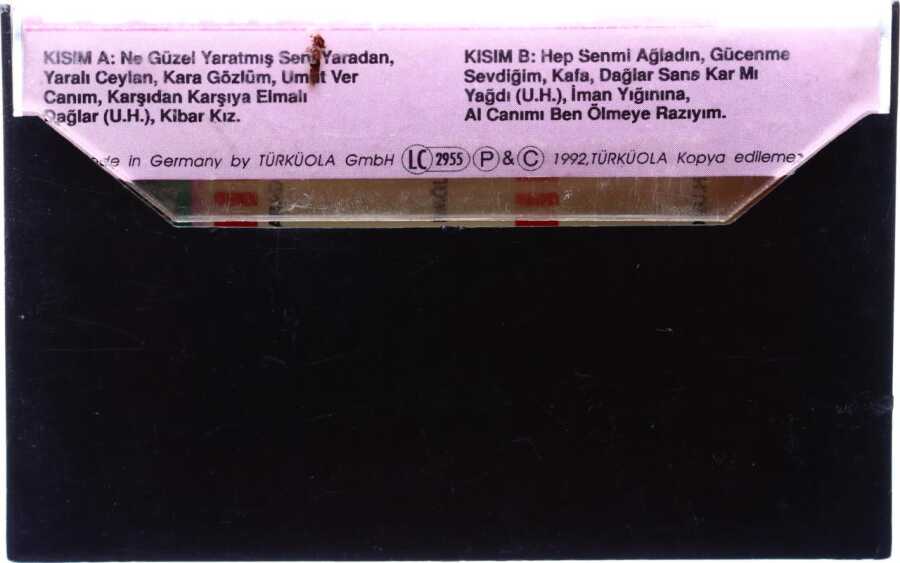 KISIM A: Ne Güzel Yaratmış Seni Yaradan,
Yaralı Ceylan, Kara Gözlüm, Umut Ver
Canım, Karşıdan Karşıya Elmalı
Dağlar (U.H.), Kibar Kız.
KISIM B: Hep Senmi Ağladın, Gücenme
Sevdiğim, Kafa, Dağlar Sana Kar Mı
Yağdı (U.H.), İman Yığınına,
Al Canımı Ben Ölmeye Razıyım.
in Germany by TÜRKÜOLA GmbH LC 2955 P & C 1992, TÜRKÜOLA Kopya edilemez